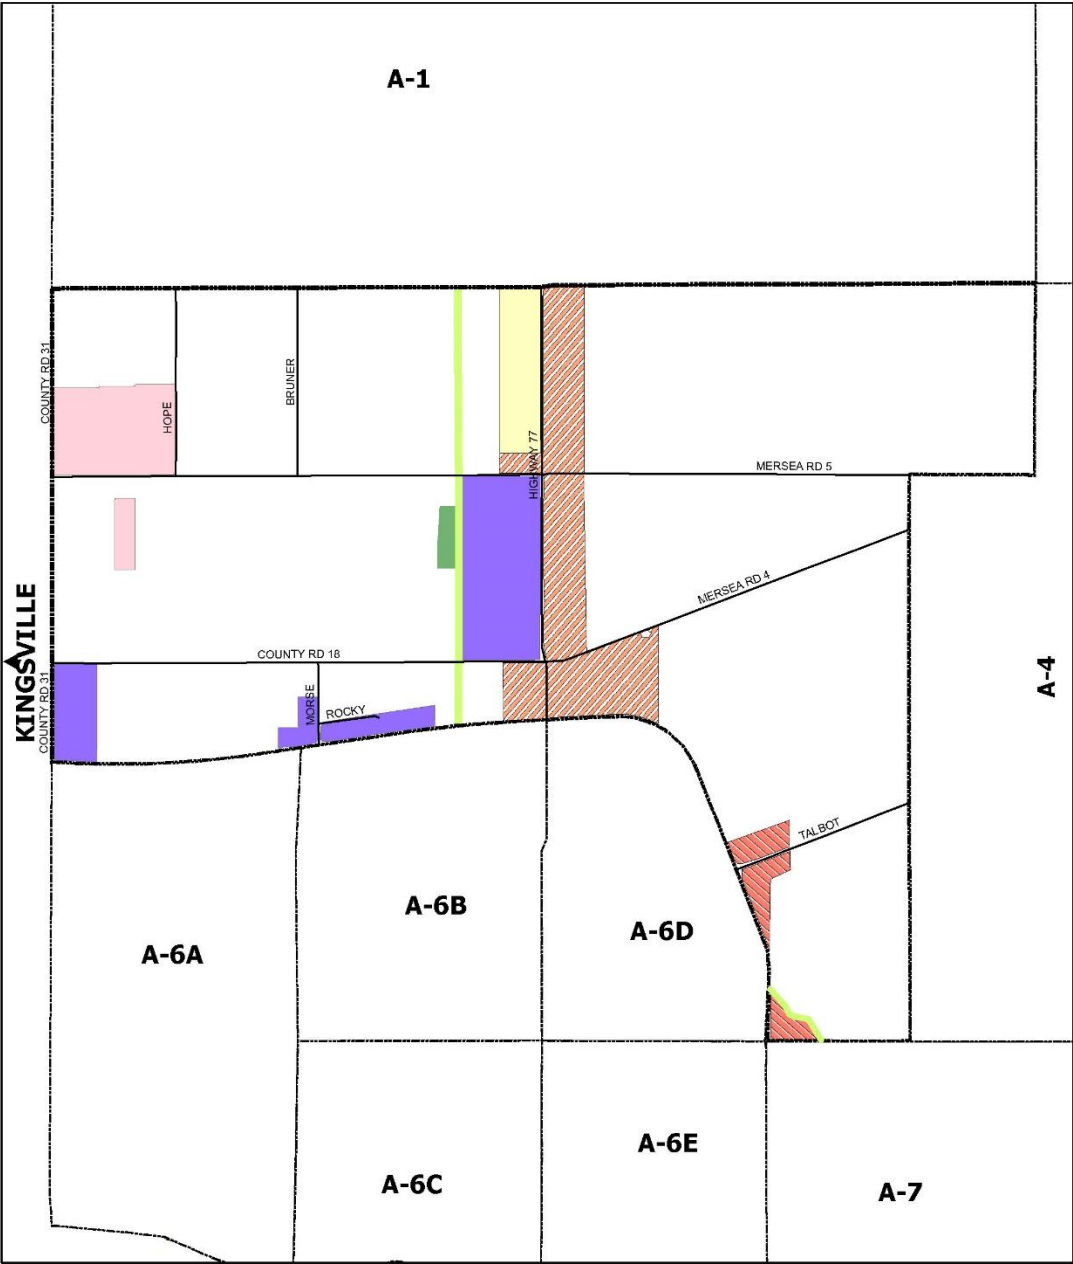 A-1
COUNTY RD 31
HOPE
BRUNER
HIGHWAY 77
MERSEA RD 5
MERSEA RD 4
KINGSVILLE
COUNTY RD 18
COUNTY RD 31
MORSE
ROCKY
A-4
TALBOT
A-6B
A-6D
A-6A
A-6E
A-6C
A-7